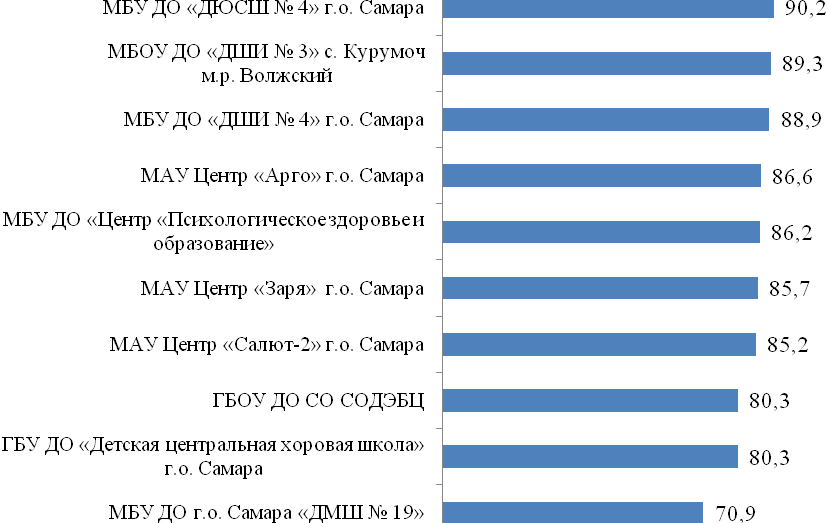 МБУ ДО «ДЮСШ № 4» г.о. Самара 90,2
МБОУ ДО «ДШИ № 3» с. Курумоч
м.р. Волжский 89,3
МБУ ДО «ДШИ № 4» г.о. Самара 88,9
МАУ Центр «Арго» г.о. Самара 86,6
МБУ ДО «Центр «Психологическое здоровье и
образование» 86,2
МАУ Центр «Заря» г.о. Самара 85,7
МАУ Центр «Салют-2» г.о. Самара 85,2
ГБОУ ДО СО СОДЭБЦ 80,3
ГБУ ДО «Детская центральная хоровая школа»
г.о. Самара 80,3
МБУ ДО г.о. Самара «ДМШ № 19» 70,9